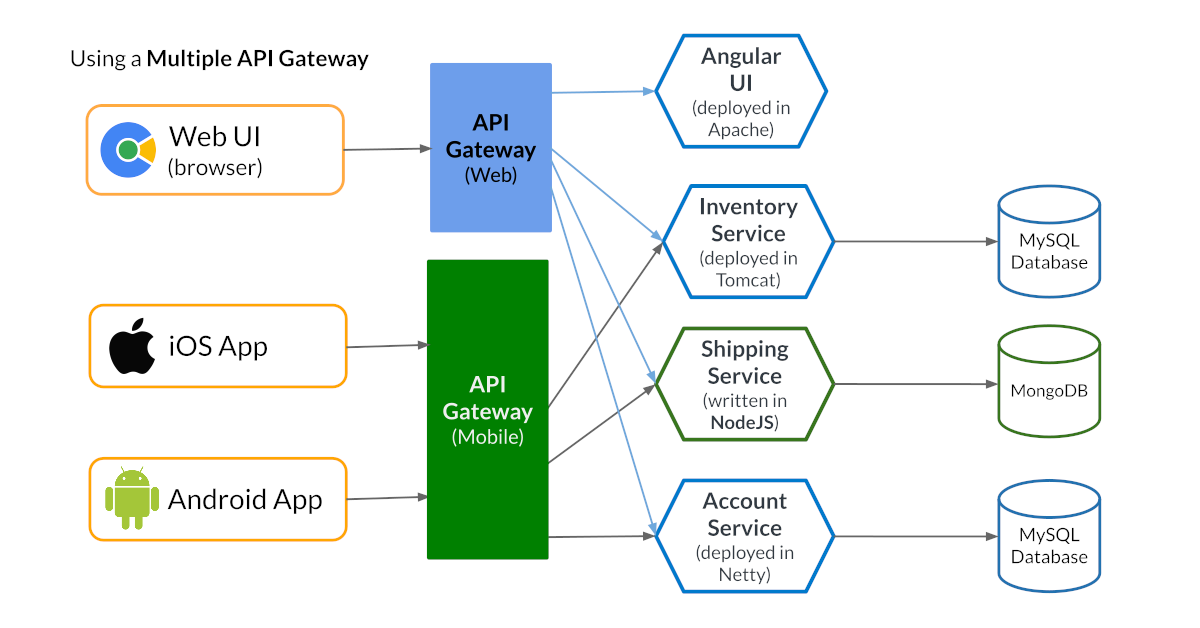 Using a Multiple API Gateway
Web UI
(browser)
iOS App
Android App
API
Gateway
(Web)
API
Gateway
(Mobile)
Angular
UI
(deployed in
Apache)
Inventory
Service
(deployed in
Tomcat)
Shipping
Service
(written in
NodeJS)
Account
Service
(deployed in
Netty)
MySQL
Database
MongoDB
MySQL
Database